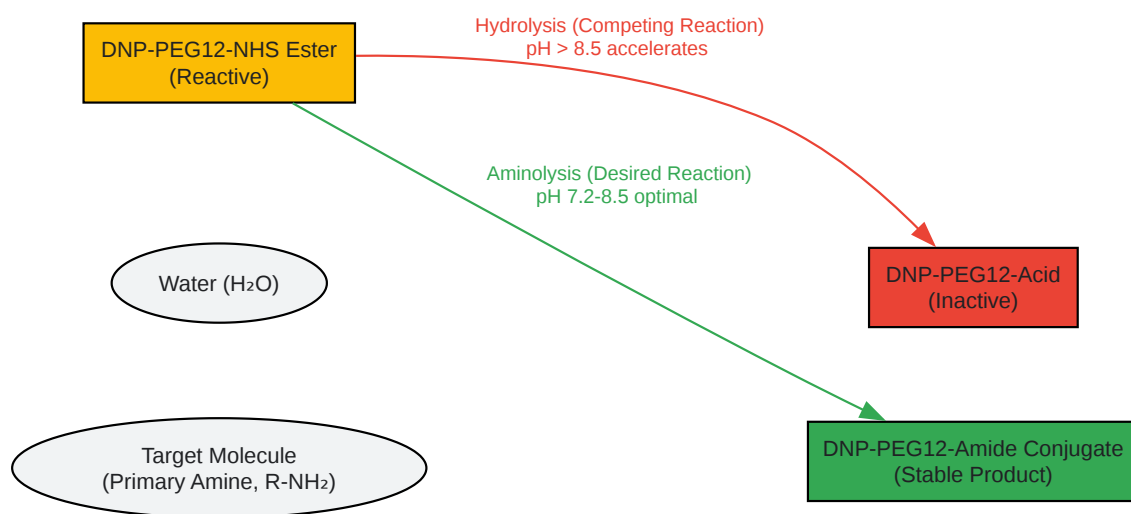 Hydrolysis (Competing Reaction)
pH > 8.5 accelerates
DNP-PEG12-NHS Ester
(Reactive)
Aminolysis (Desired Reaction)
pH 7.2-8.5 optimal
Water (H₂O)
DNP-PEG12-Acid
(Inactive)
Target Molecule
(Primary Amine, R-NH₂)
DNP-PEG12-Amide Conjugate
(Stable Product)